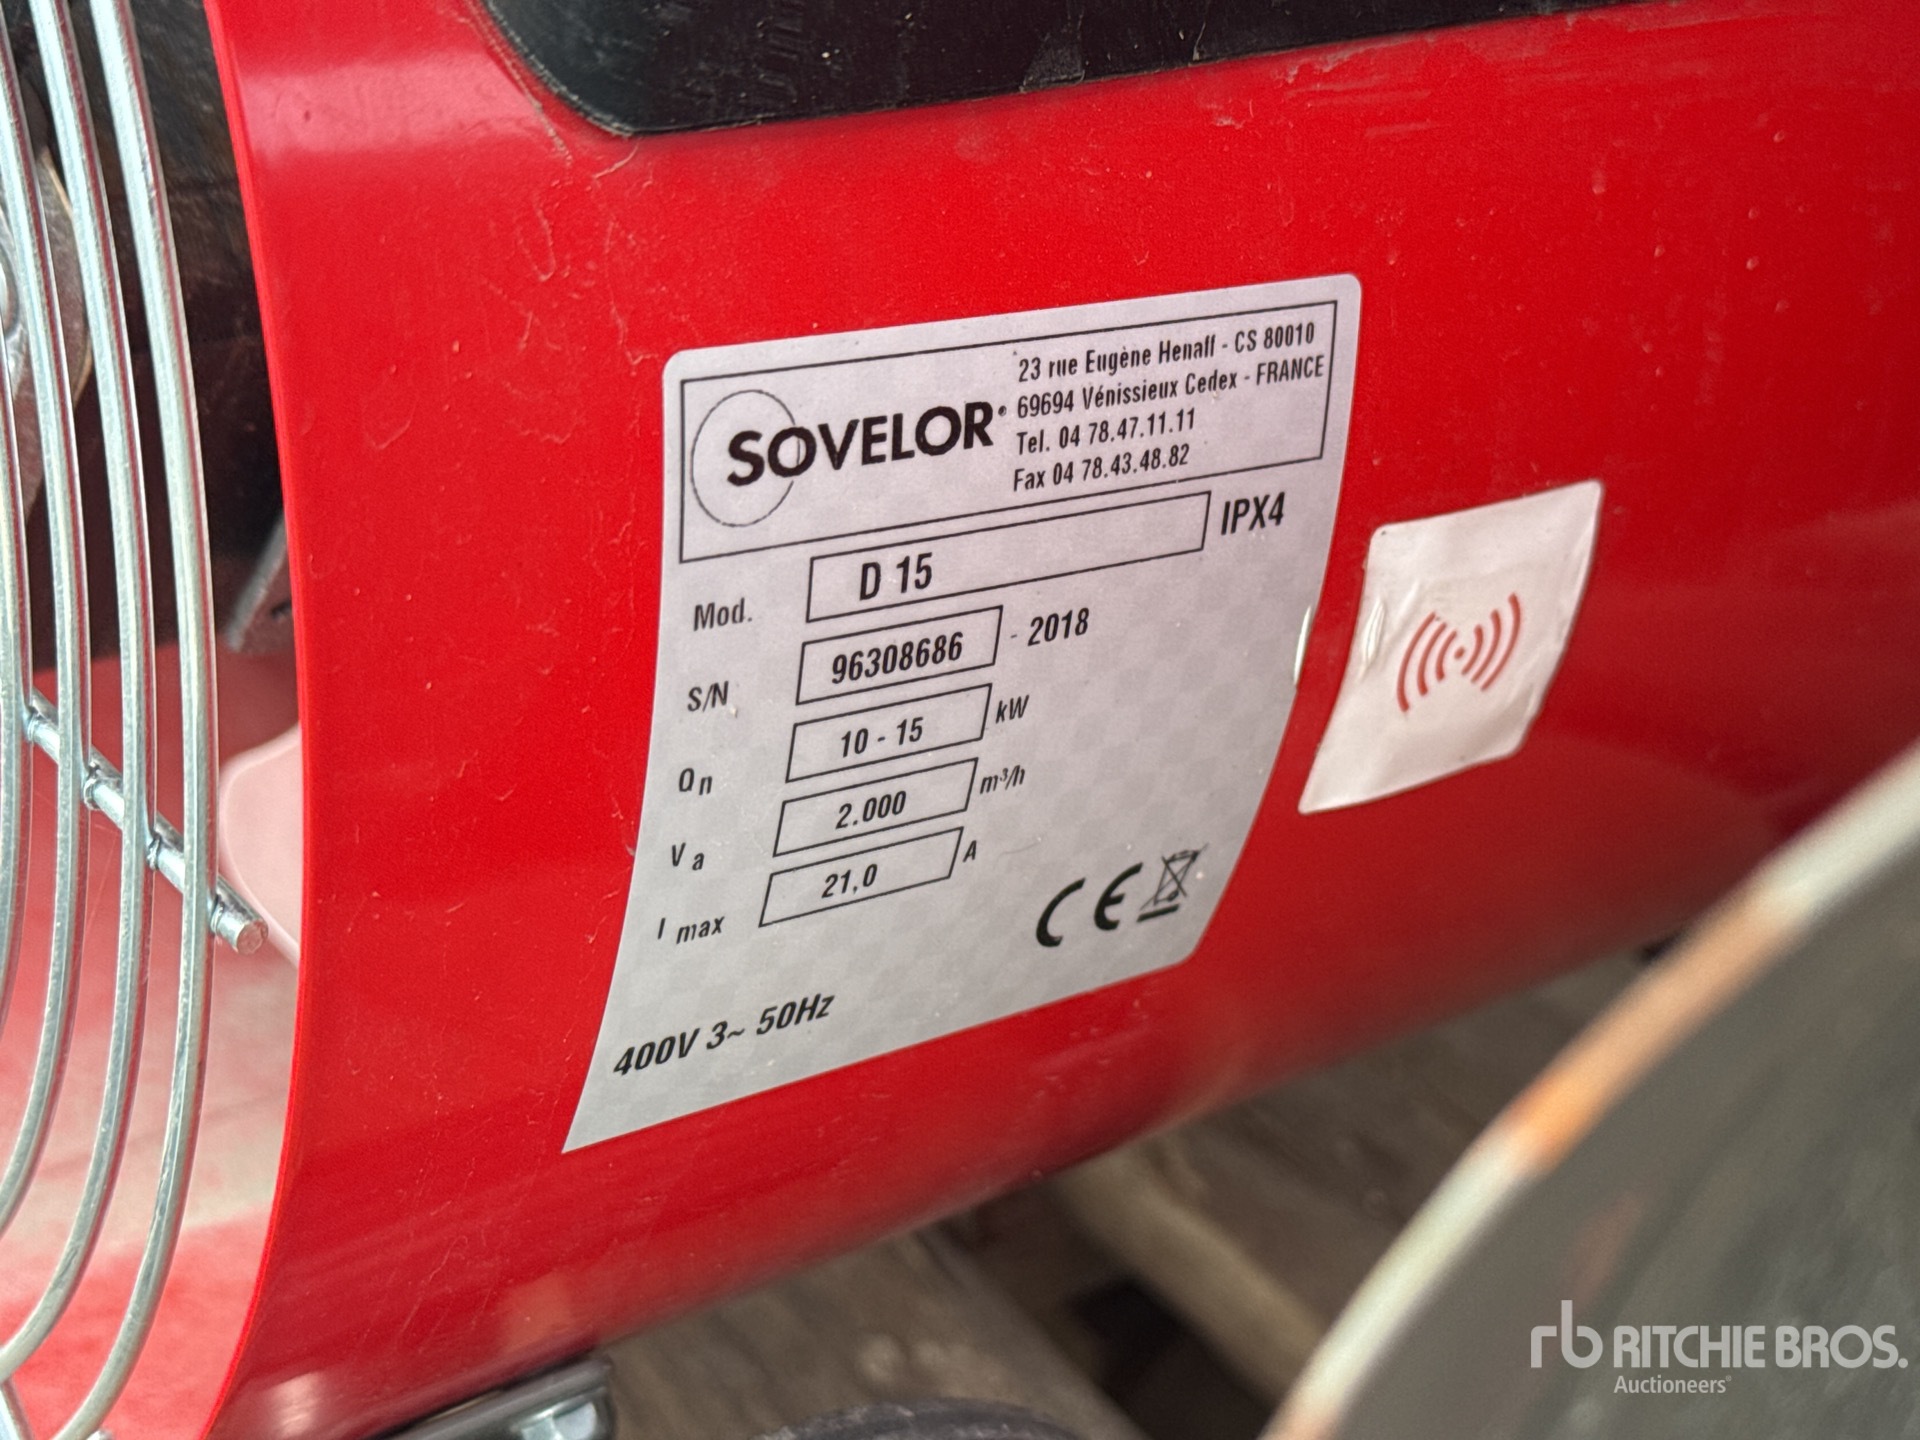 SOVELOR®
23 rue Eugène Henaff - CS 80010
69694 Vénissieux Cedex - FRANCE
Tel. 04 78.47.11.11
Fax 04 78.43.48.82
Mod. D 15 IPX4
S/N 96308686 - 2018
Qn 10 - 15 kW
Va 2.000 m³/h
I max 21,0 A
CE
400V 3~ 50Hz
rb RITCHIE BROS.
Auctioneers®